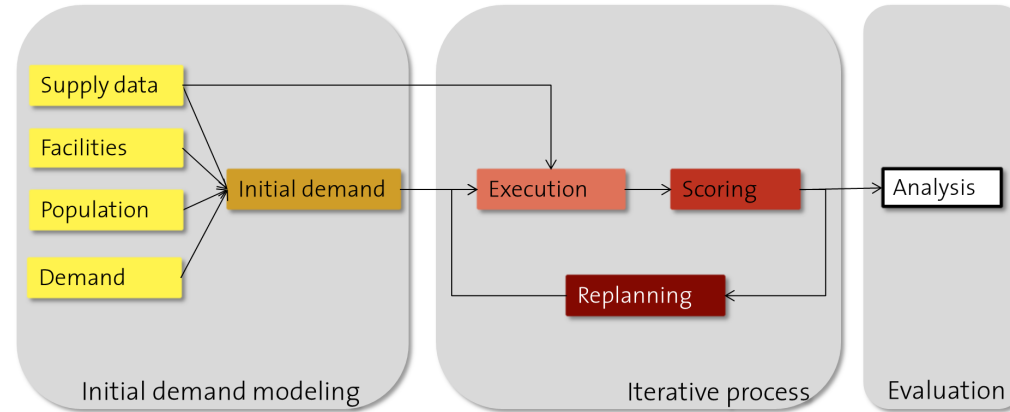 Supply data
Facilities
Population
Demand
Initial demand
Execution
Scoring
Replanning
Analysis
Initial demand modeling
Iterative process
Evaluation